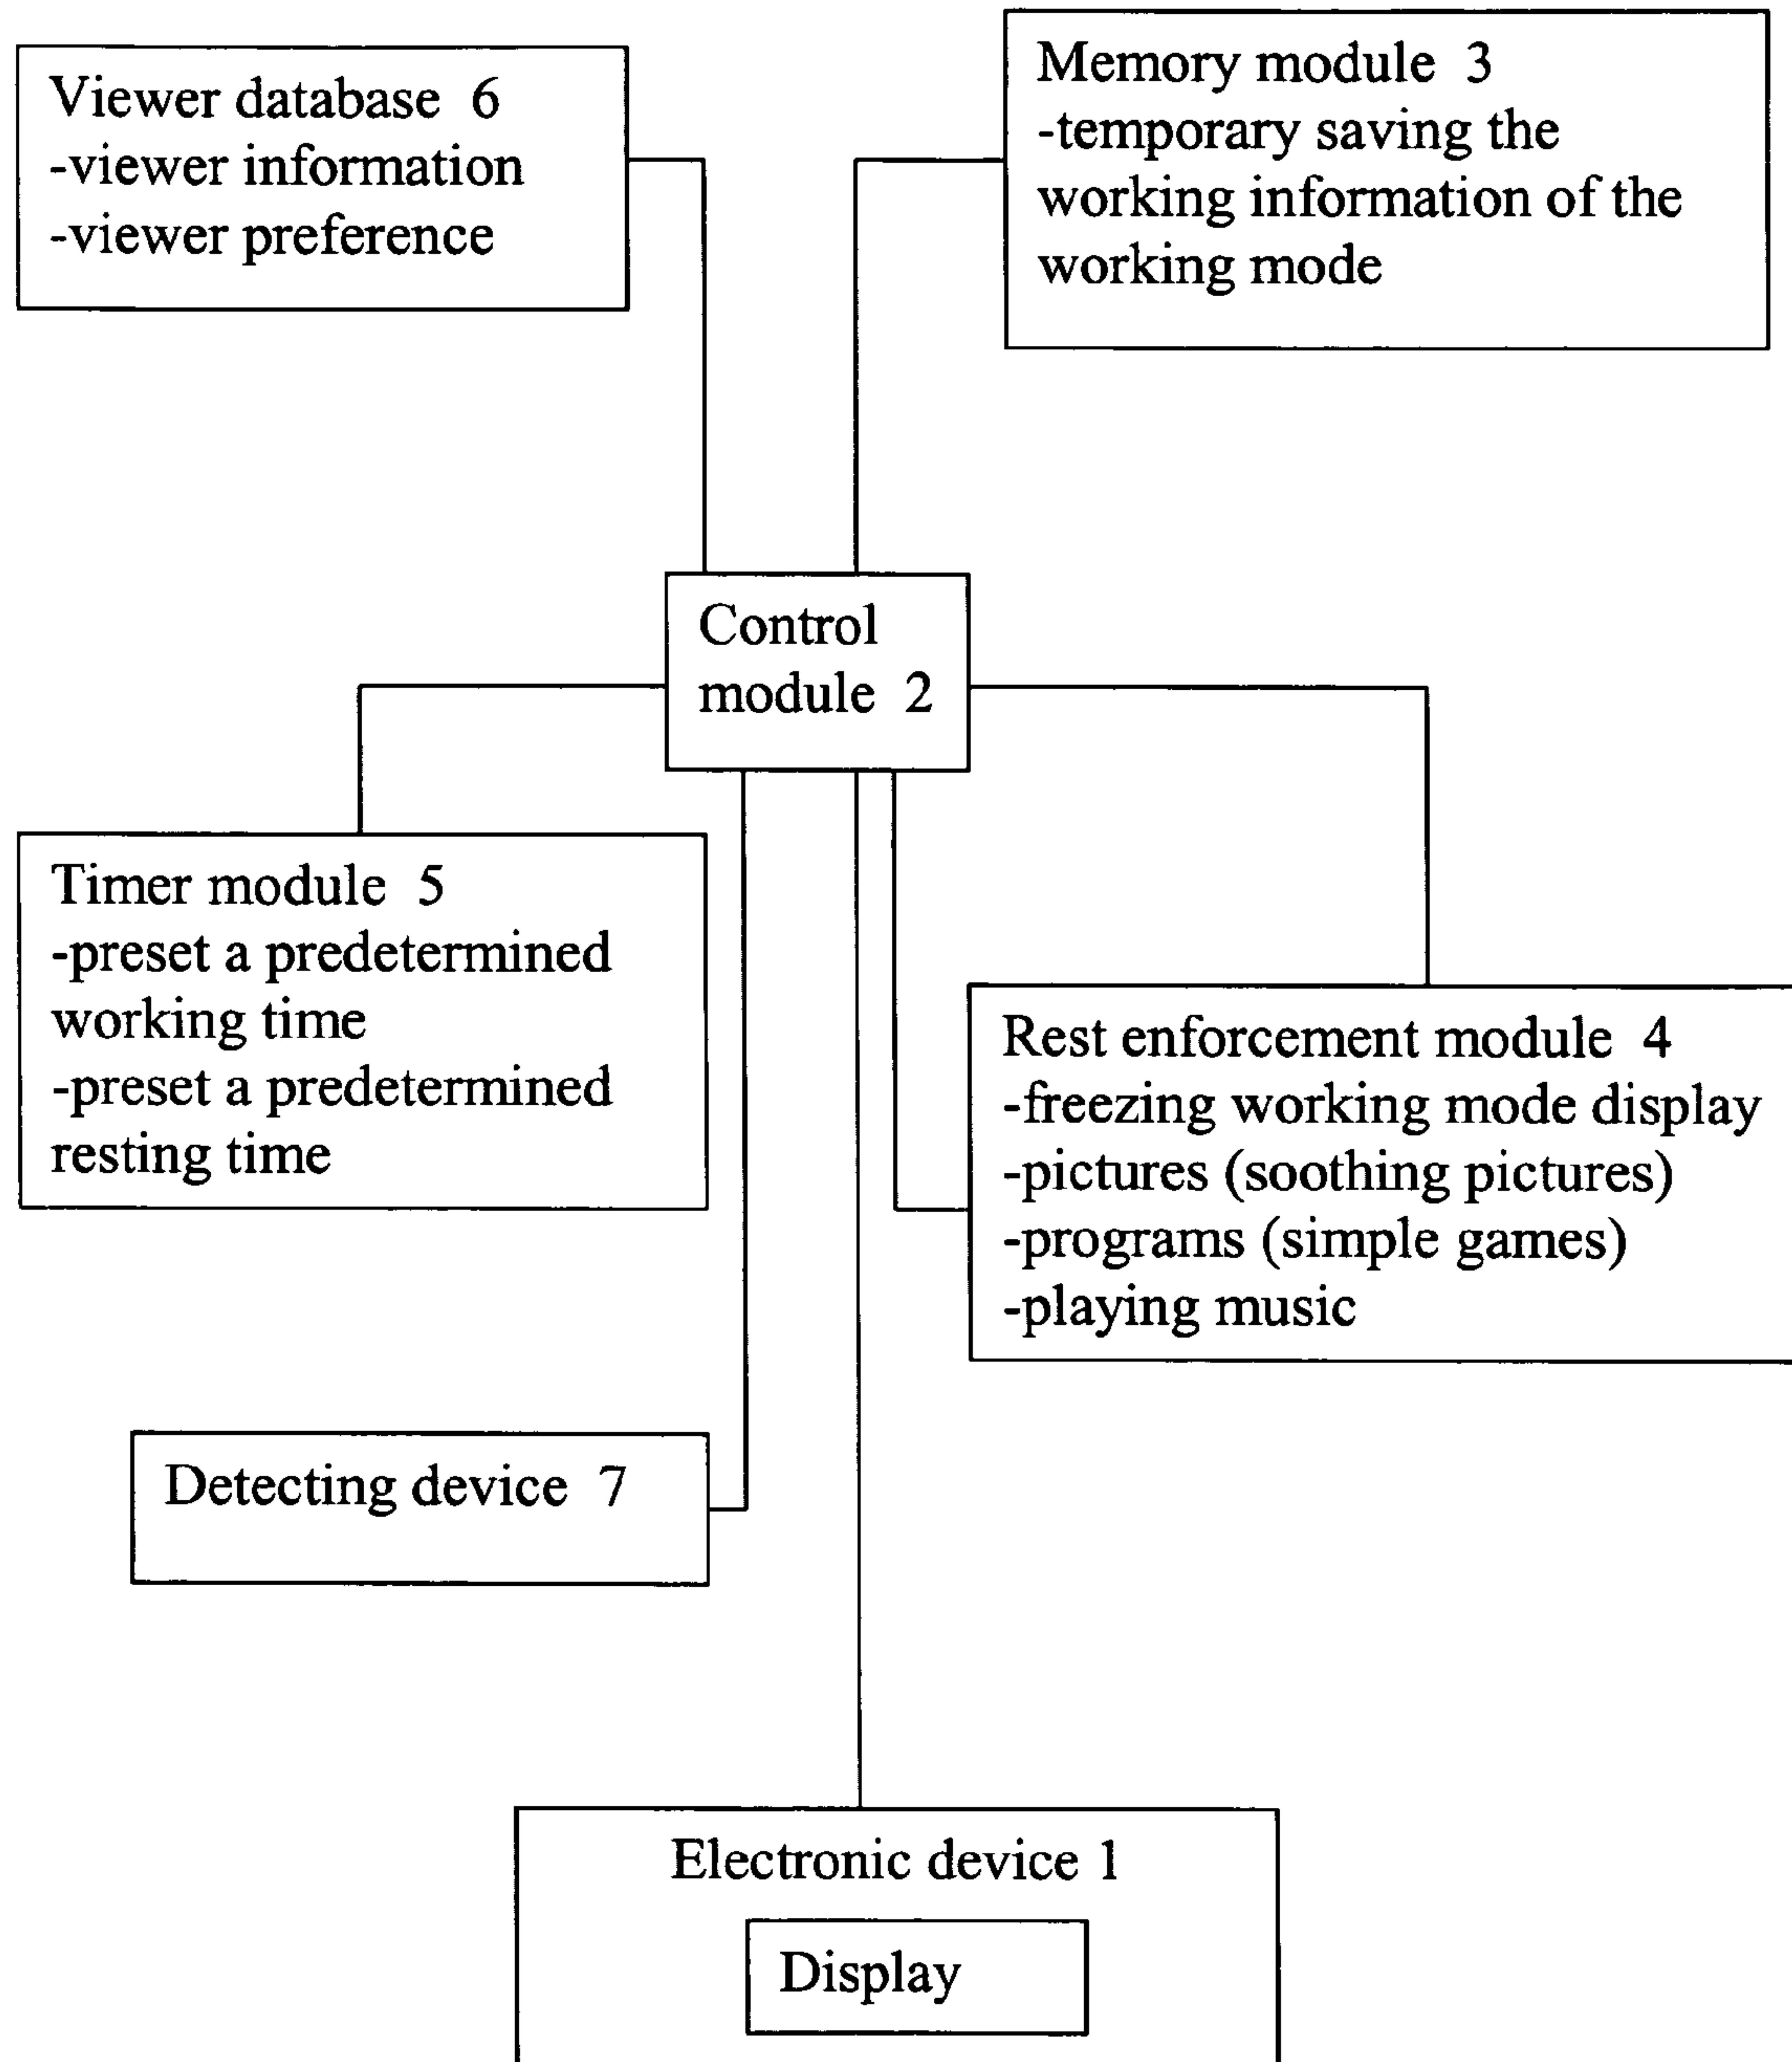 Viewer database 6
-viewer information
-viewer preference
Memory module 3
-temporary saving the
working information of the
working mode
Control
module 2
Timer module 5
-preset a predetermined
working time
-preset a predetermined
resting time
Rest enforcement module 4
-freezing working mode display
-pictures (soothing pictures)
-programs (simple games)
-playing music
Detecting device 7
Electronic device 1
Display